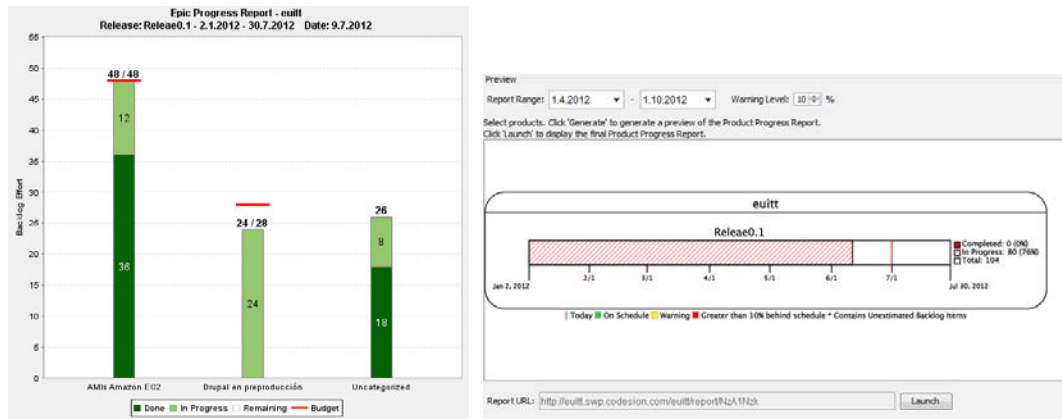 Epic Progress Report - euitt
Release: Releae0.1 - 2.1.2012 - 30.7.2012 Date: 9.7.2012
Backlog Effort
55
50
45
40
35
30
25
20
15
10
5
0
48 / 48
12
36
24 / 28
24
26
8
18
AMIs Amazon EC2
Drupal en preproducción
Uncategorized
Done In Progress Remaining Budget
Preview
Report Range: 1.4.2012 - 1.10.2012 Warning Level: 10 %
Select products. Click 'Generate' to generate a preview of the Product Progress Report.
Click 'Launch' to display the final Product Progress Report.
euitt
Releae0.1
Completed: 0 (0%)
In Progress: 80 (76%)
Total: 104
2/1 3/1 4/1 5/1 6/1 7/1
Jan 2, 2012 Jul 30, 2012
Today On Schedule Warning Greater than 10% behind schedule * Contains Unestimated Backlog Items
Report URL: http://euitt.swp.codesion.com/euitt/report/NzA1Nzk Launch